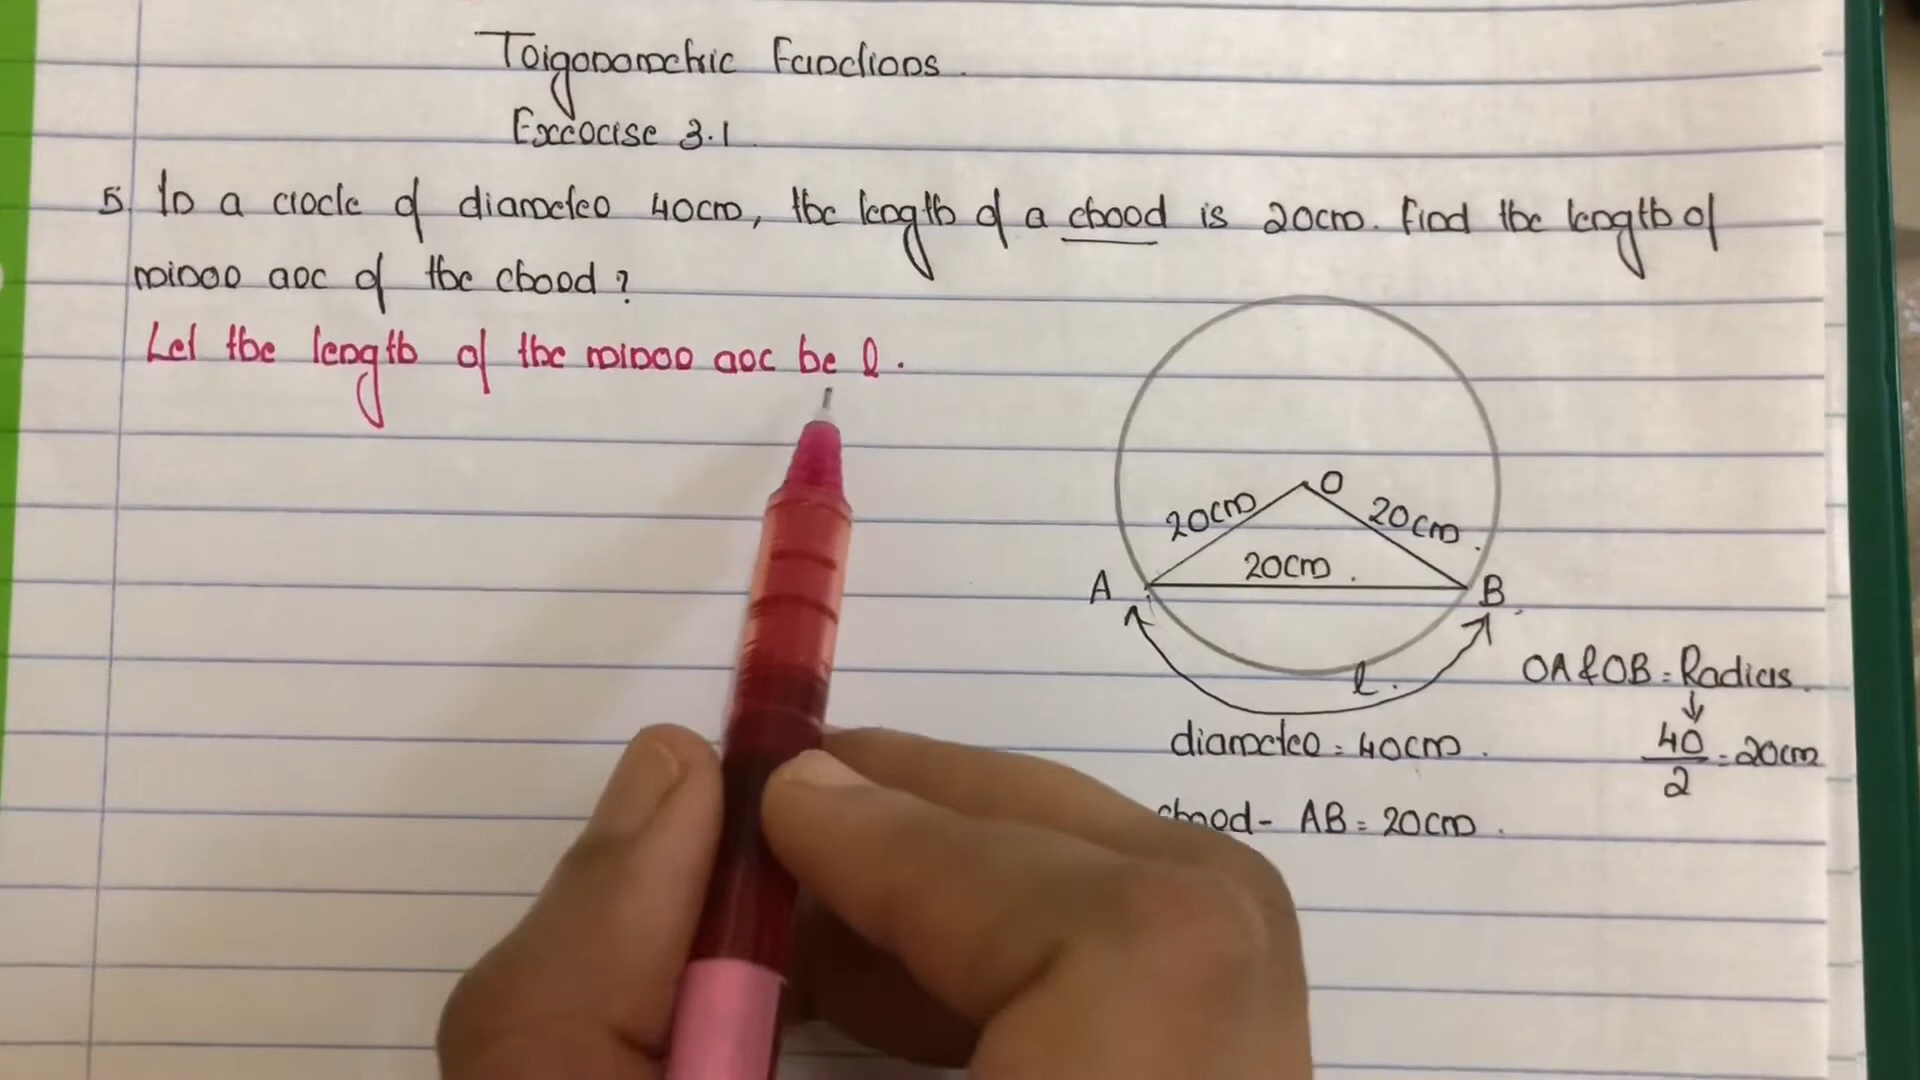 Trigonometric Functions.
Exercise 3.1
5. In a circle of diameter 40cm, the length of a chord is 20cm. Find the length of
minor arc of the chord?
Let the length of the minor arc be l.
O
20cm
20cm.
20cm.
A
B
l.
OA & OB = Radius.
↓
diameter = 40cm.
40/2 = 20cm
chord - AB = 20cm.